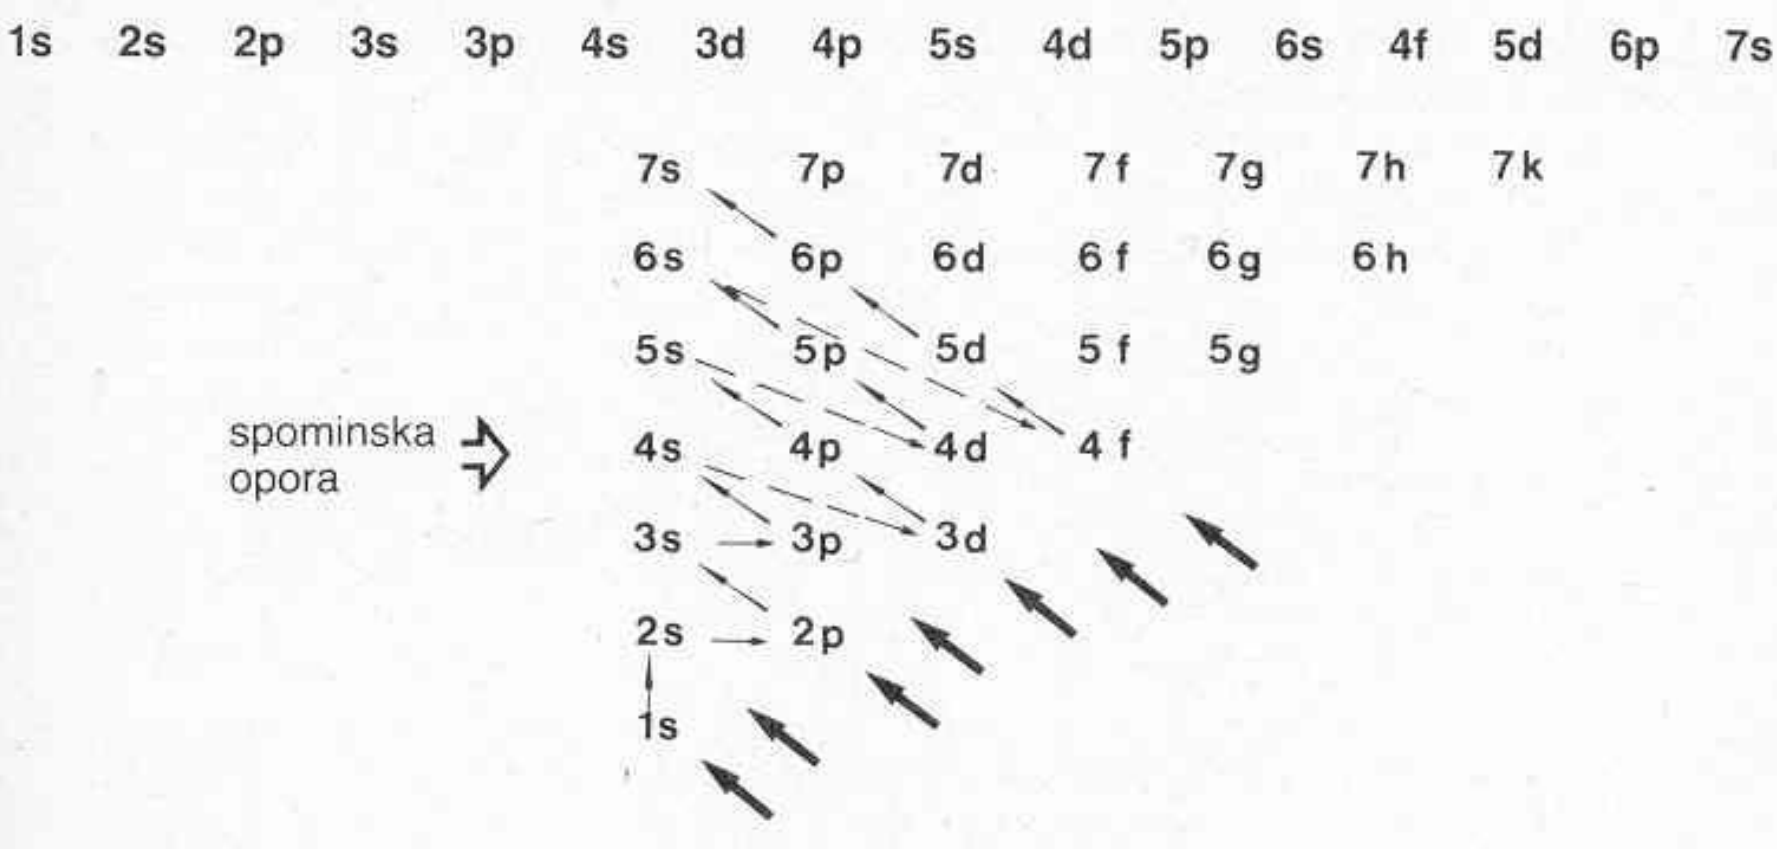 1s 2s 2p 3s 3p 4s 3d 4p 5s 4d 5p 6s 4f 5d 6p 7s
7s 7p 7d 7f 7g 7h 7k
6s 6p 6d 6f 6g 6h
5s 5p 5d 5f 5g
spominska
opora
4s 4p 4d 4f
3s 3p 3d
2s 2p
1s